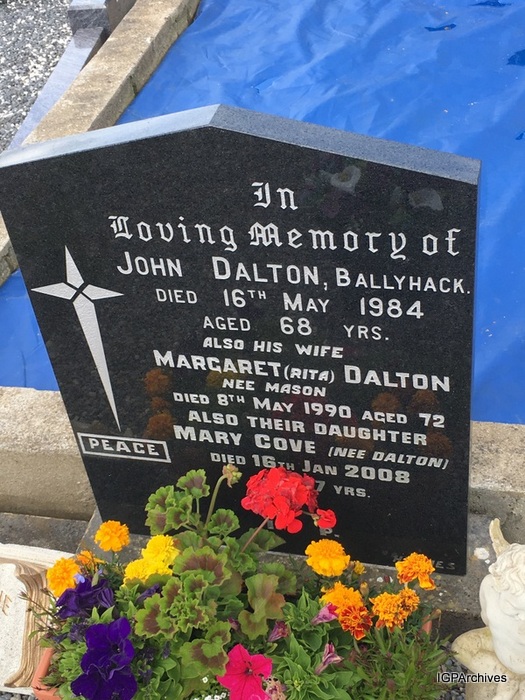 In
Loving Memory of
JOHN DALTON, BALLYHACK.
DIED 16TH MAY 1984
AGED 68 YRS.
ALSO HIS WIFE
MARGARET (RITA) DALTON
NEE MASON
DIED 8TH MAY 1990 AGED 72
ALSO THEIR DAUGHTER
MARY COVE (NEE DALTON)
DIED 16TH JAN 2008
7 YRS.
PEACE
IGPArchives